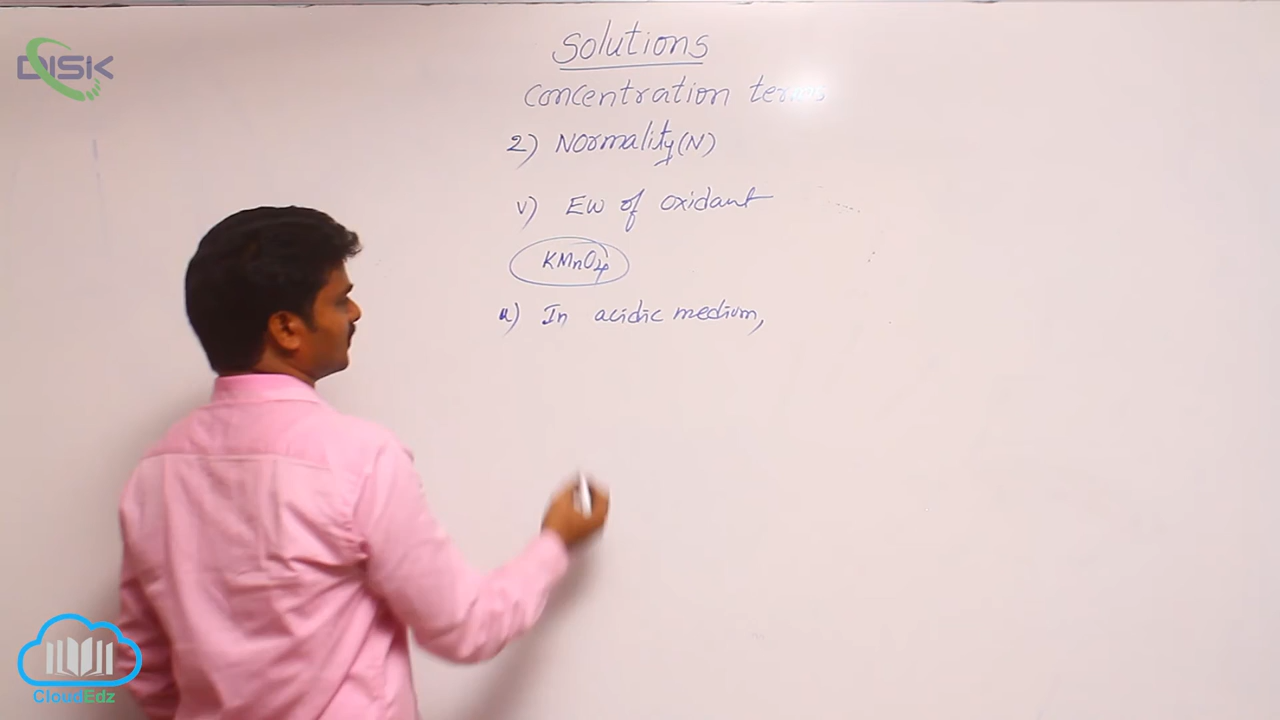 DISK
Solutions
Concentration terms
2) Normality(N)
v) EW of oxidant
KMnO4
a) In acidic medium,
CloudEdz